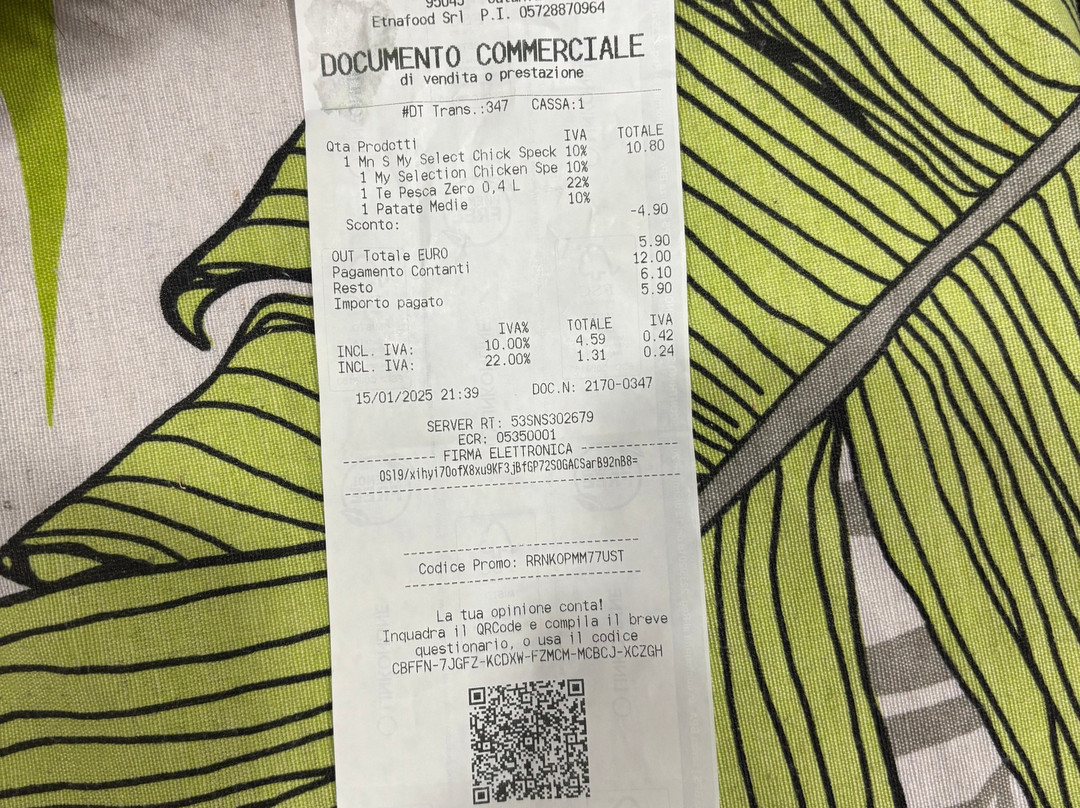 Etnafood Srl P.I. 05728870964
DOCUMENTO COMMERCIALE
di vendita o prestazione
#DT Trans.:347 CASSA:1
Qta Prodotti IVA TOTALE
1 Mn S My Select Chick Speck 10% 10.80
1 My Selection Chicken Spe 10%
1 Te Pesca Zero 0,4 L 22%
1 Patate Medie 10%
Sconto: -4.90
OUT Totale EURO 5.90
Pagamento Contanti 12.00
Resto 6.10
Importo pagato 5.90
IVA% TOTALE IVA
INCL. IVA: 10.00% 4.59 0.42
INCL. IVA: 22.00% 1.31 0.24
15/01/2025 21:39 DOC.N: 2170-0347
SERVER RT: 53SNS302679
ECR: 05350001
----------- FIRMA ELETTRONICA ------------
OS19/xihyi7OofX8xu9KF3jBfGP72SOGACSarB92nB8=
Codice Promo: RRNKOPMM77UST
La tua opinione conta!
Inquadra il QRCode e compila il breve
questionario, o usa il codice
CBFFN-7JGFZ-KCDXW-FZMCM-MCBCJ-XCZGH